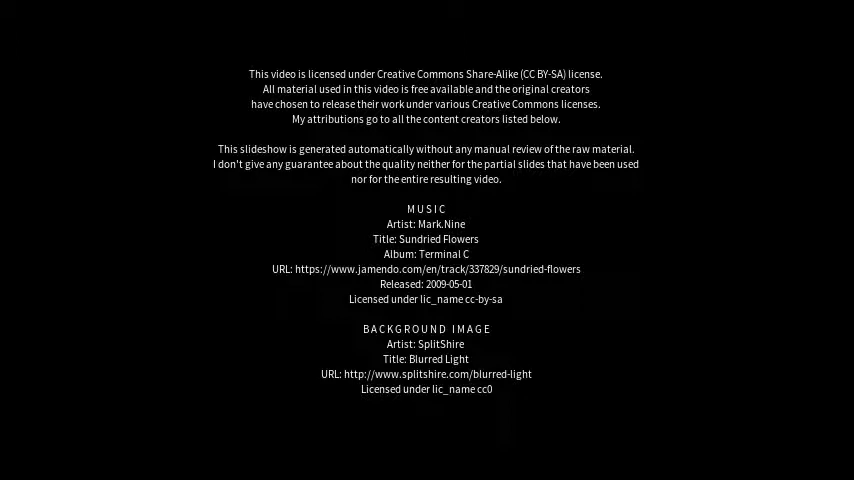 This video is licensed under Creative Commons Share-Alike (CC BY-SA) license.
All material used in this video is free available and the original creators
have chosen to release their work under various Creative Commons licenses.
My attributions go to all the content creators listed below.
This slideshow is generated automatically without any manual review of the raw material.
I don't give any guarantee about the quality neither for the partial slides that have been used
nor for the entire resulting video.
MUSIC
Artist: Mark.Nine
Title: Sundried Flowers
Album: Terminal C
URL: https://www.jamendo.com/en/track/337829/sundried-flowers
Released: 2009-05-01
Licensed under lic_name cc-by-sa
BACKGROUND IMAGE
Artist: SplitShire
Title: Blurred Light
URL: http://www.splitshire.com/blurred-light
Licensed under lic_name cc0